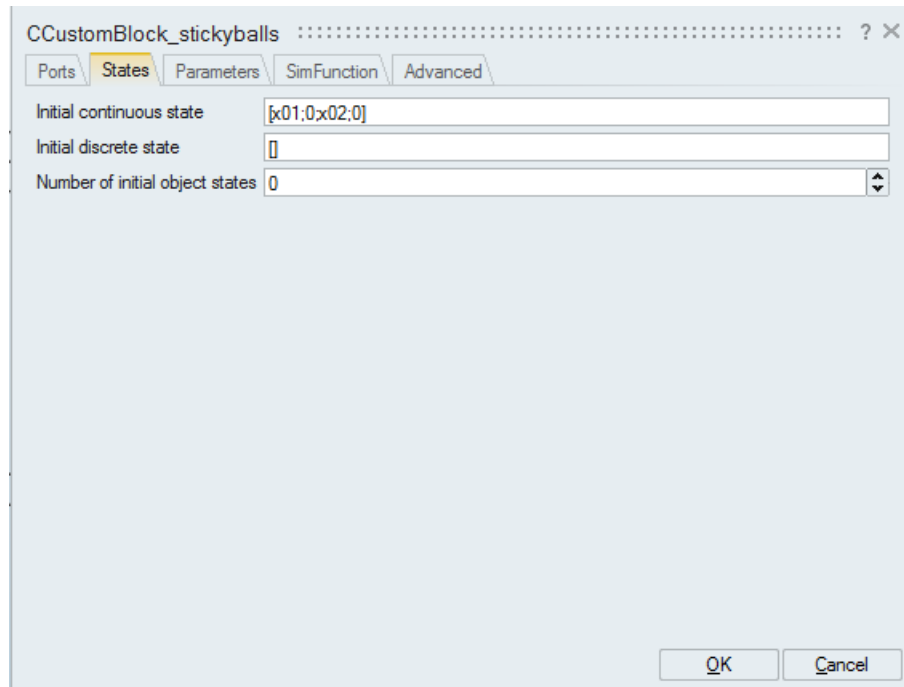 CCustomBlock_stickyballs ? ✕
Ports States Parameters SimFunction Advanced
Initial continuous state [x01;0;x02;0]
Initial discrete state []
Number of initial object states 0
OK Cancel